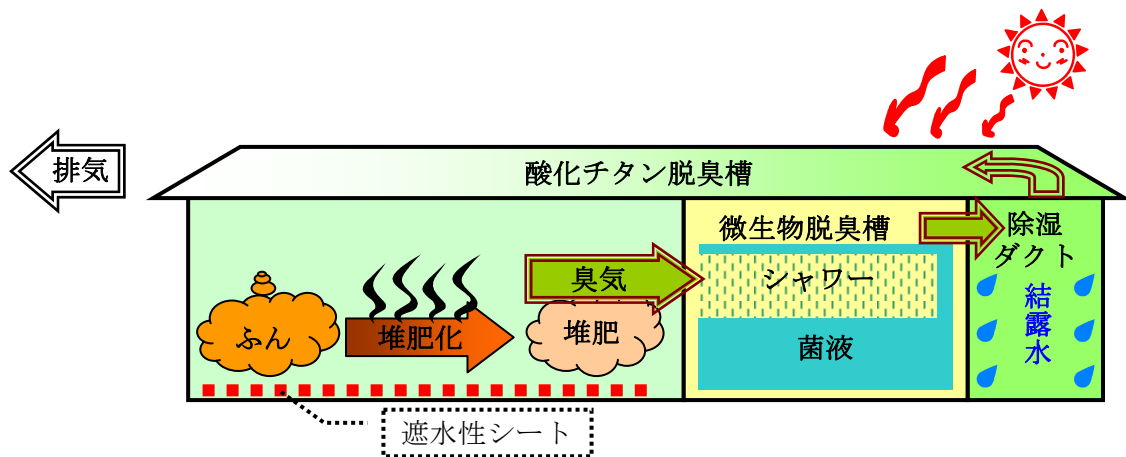 排気
酸化チタン脱臭槽
微生物脱臭槽
除湿
ダクト
臭気
シャワー
ふん
堆肥化
堆肥
菌液
結露水
遮水性シート